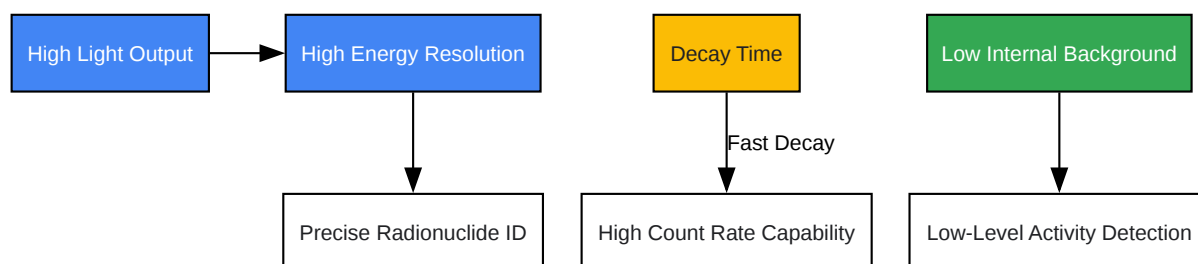 High Light Output
High Energy Resolution
Decay Time
Low Internal Background
Fast Decay
Precise Radionuclide ID
High Count Rate Capability
Low-Level Activity Detection